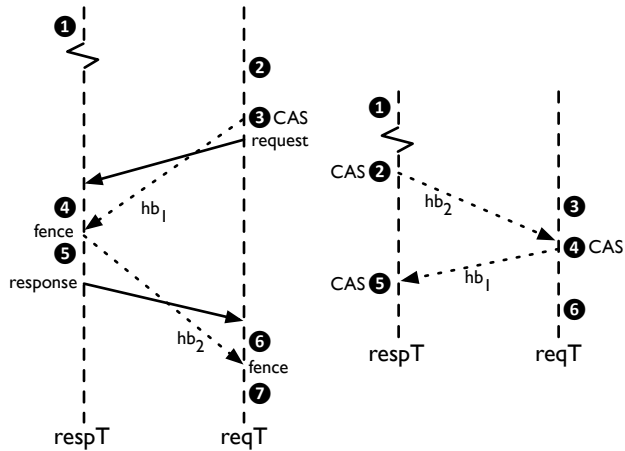 1
2
3 CAS
request
4
hb1
fence
5
response
6
hb2
fence
7
respT reqT
1
CAS 2
hb2
3
4 CAS
CAS 5
hb1
6
respT reqT